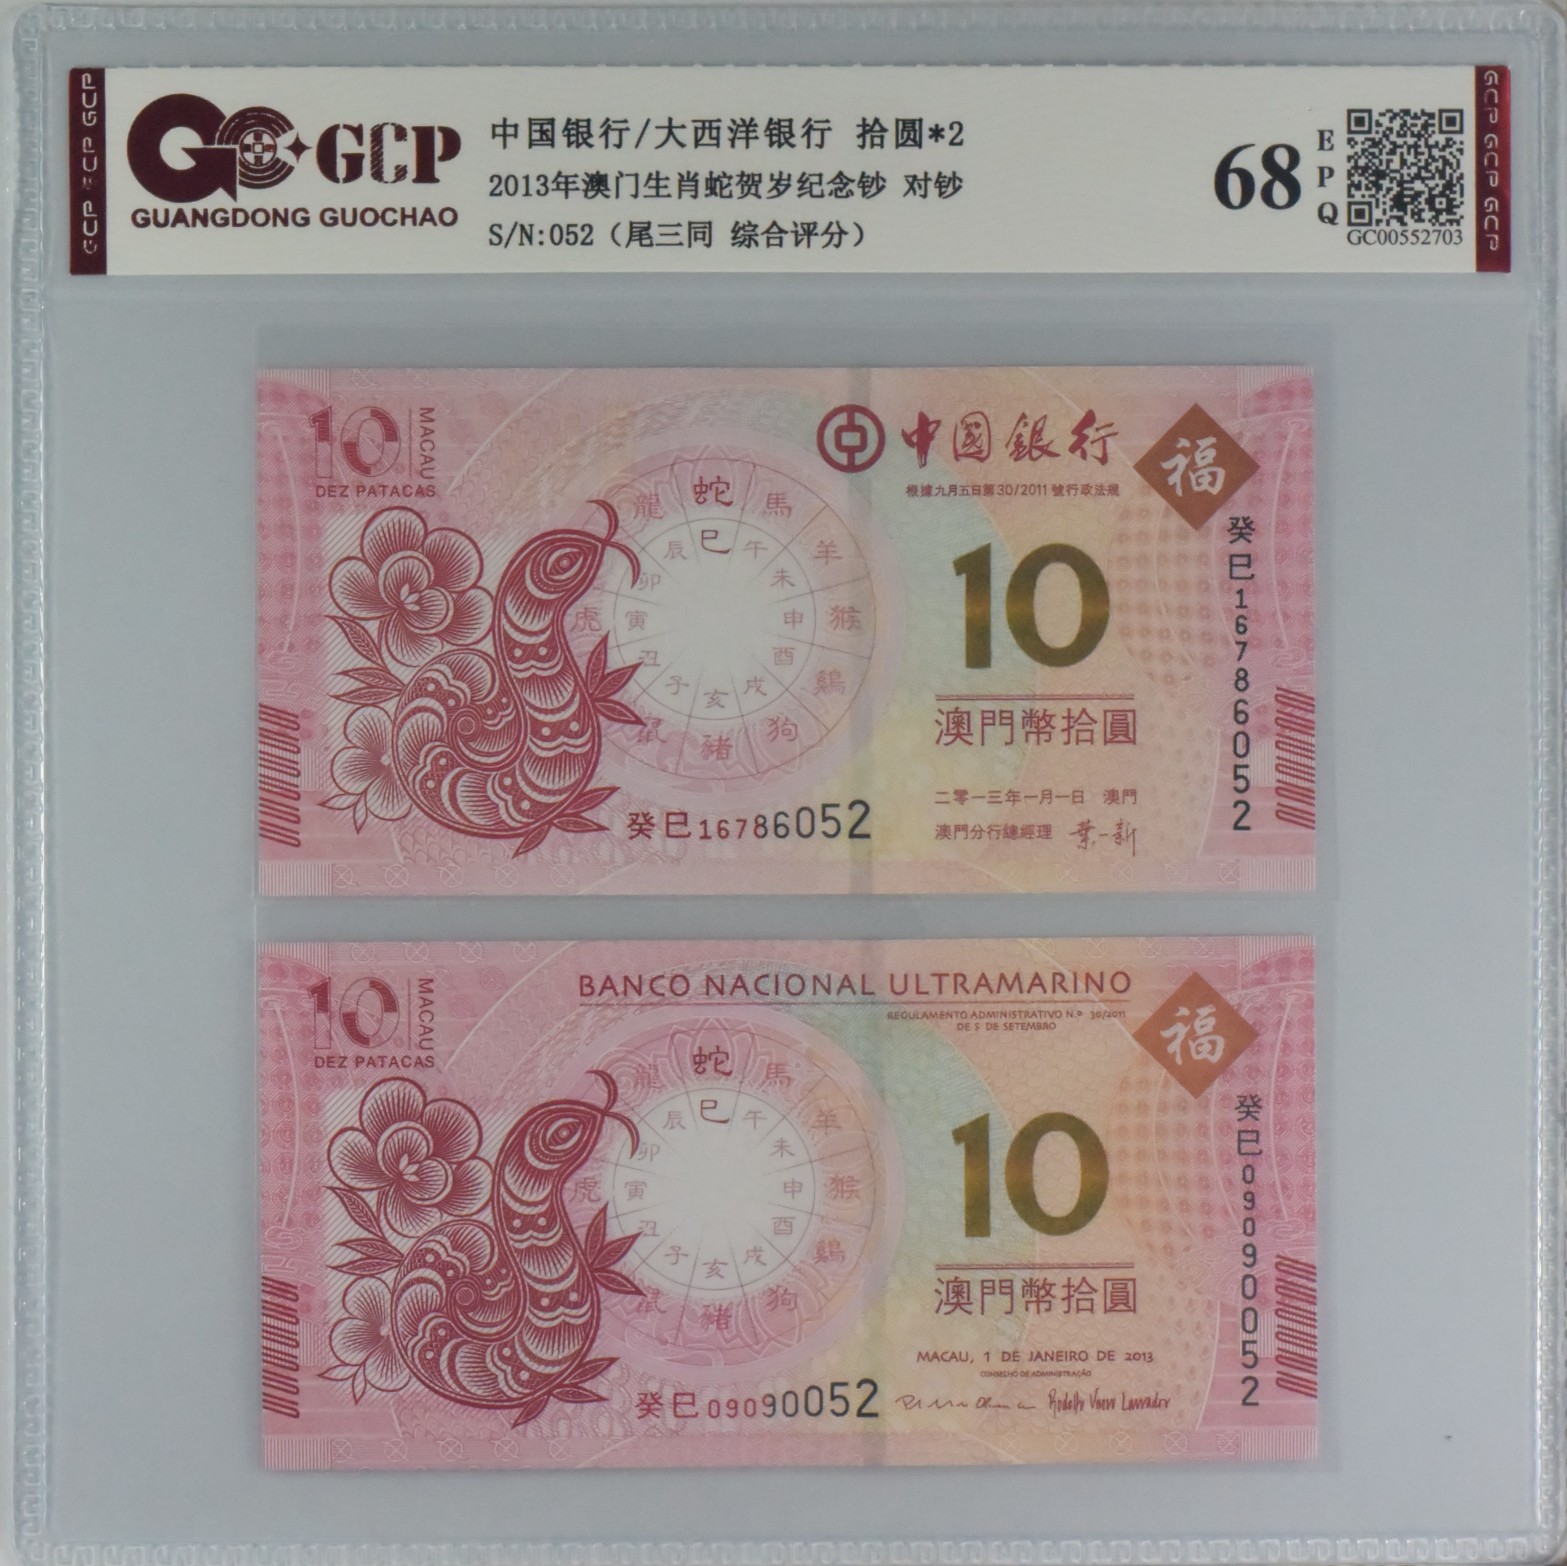 GCP GCP GCP
GCP
GUANGDONG GUOCHAO
中国银行/大西洋银行 拾圆*2
2013年澳门生肖蛇贺岁纪念钞 对钞
S/N:052（尾三同 综合评分）
68
EPQ
GC00552703
GCP GCP GCP
10
MACAU
DEZ PATACAS
中國銀行
根據九月五日第30/2011號行政法規
福
蛇 馬 羊 猴 鷄 狗 豬 鼠 虎 龍
巳 午 未 申 酉 戌 亥 子 丑 寅 卯 辰
10
澳門幣拾圓
二零一三年一月一日 澳門
澳門分行總經理 葉一新
癸巳16786052
癸巳16786052
10
MACAU
DEZ PATACAS
BANCO NACIONAL ULTRAMARINO
REGULAMENTO ADMINISTRATIVO N.º 30/2011
DE 5 DE SETEMBRO
福
蛇 馬 羊 猴 鷄 狗 豬 鼠 虎 龍
巳 午 未 申 酉 戌 亥 子 丑 寅 卯 辰
10
澳門幣拾圓
MACAU, 1 DE JANEIRO DE 2013
CONSELHO DE ADMINISTRAÇÃO
癸巳09090052
癸巳09090052